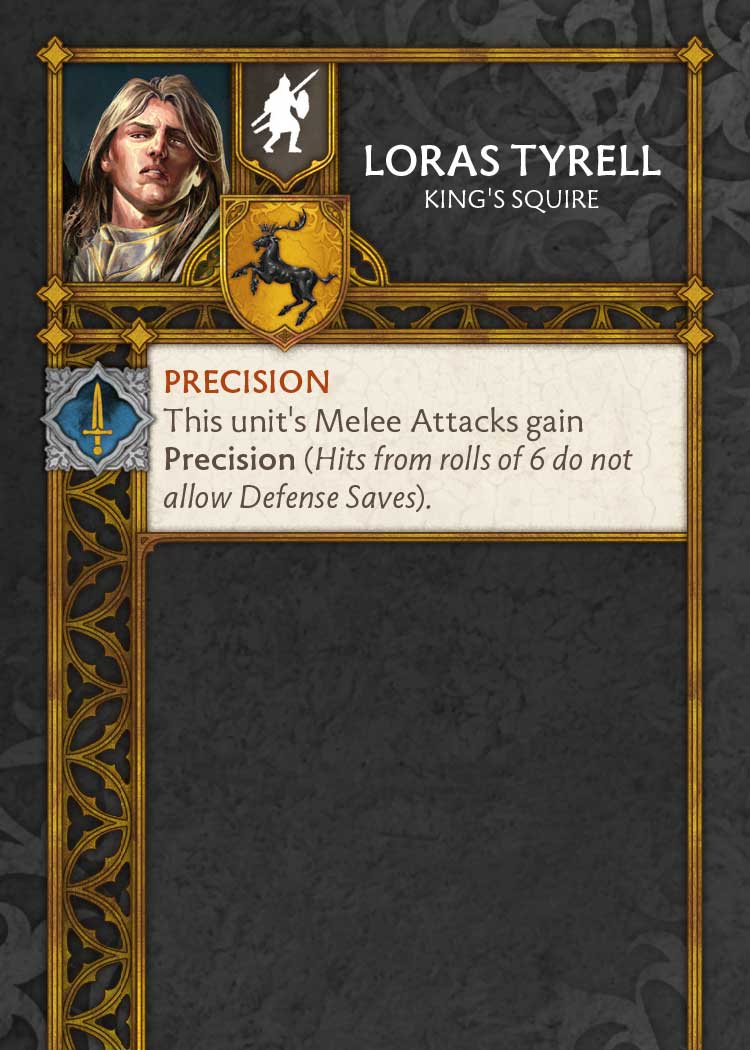 LORAS TYRELL
KING'S SQUIRE
PRECISION
This unit's Melee Attacks gain
Precision (Hits from rolls of 6 do not
allow Defense Saves).